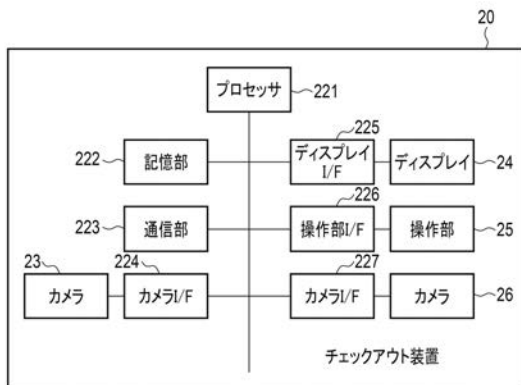 20
プロセッサ
221
225
222
記憶部
ディスプレイ
I/F
ディスプレイ
24
226
223
通信部
操作部I/F
操作部
25
23
224
227
カメラ
カメラI/F
カメラI/F
カメラ
26
チェックアウト装置